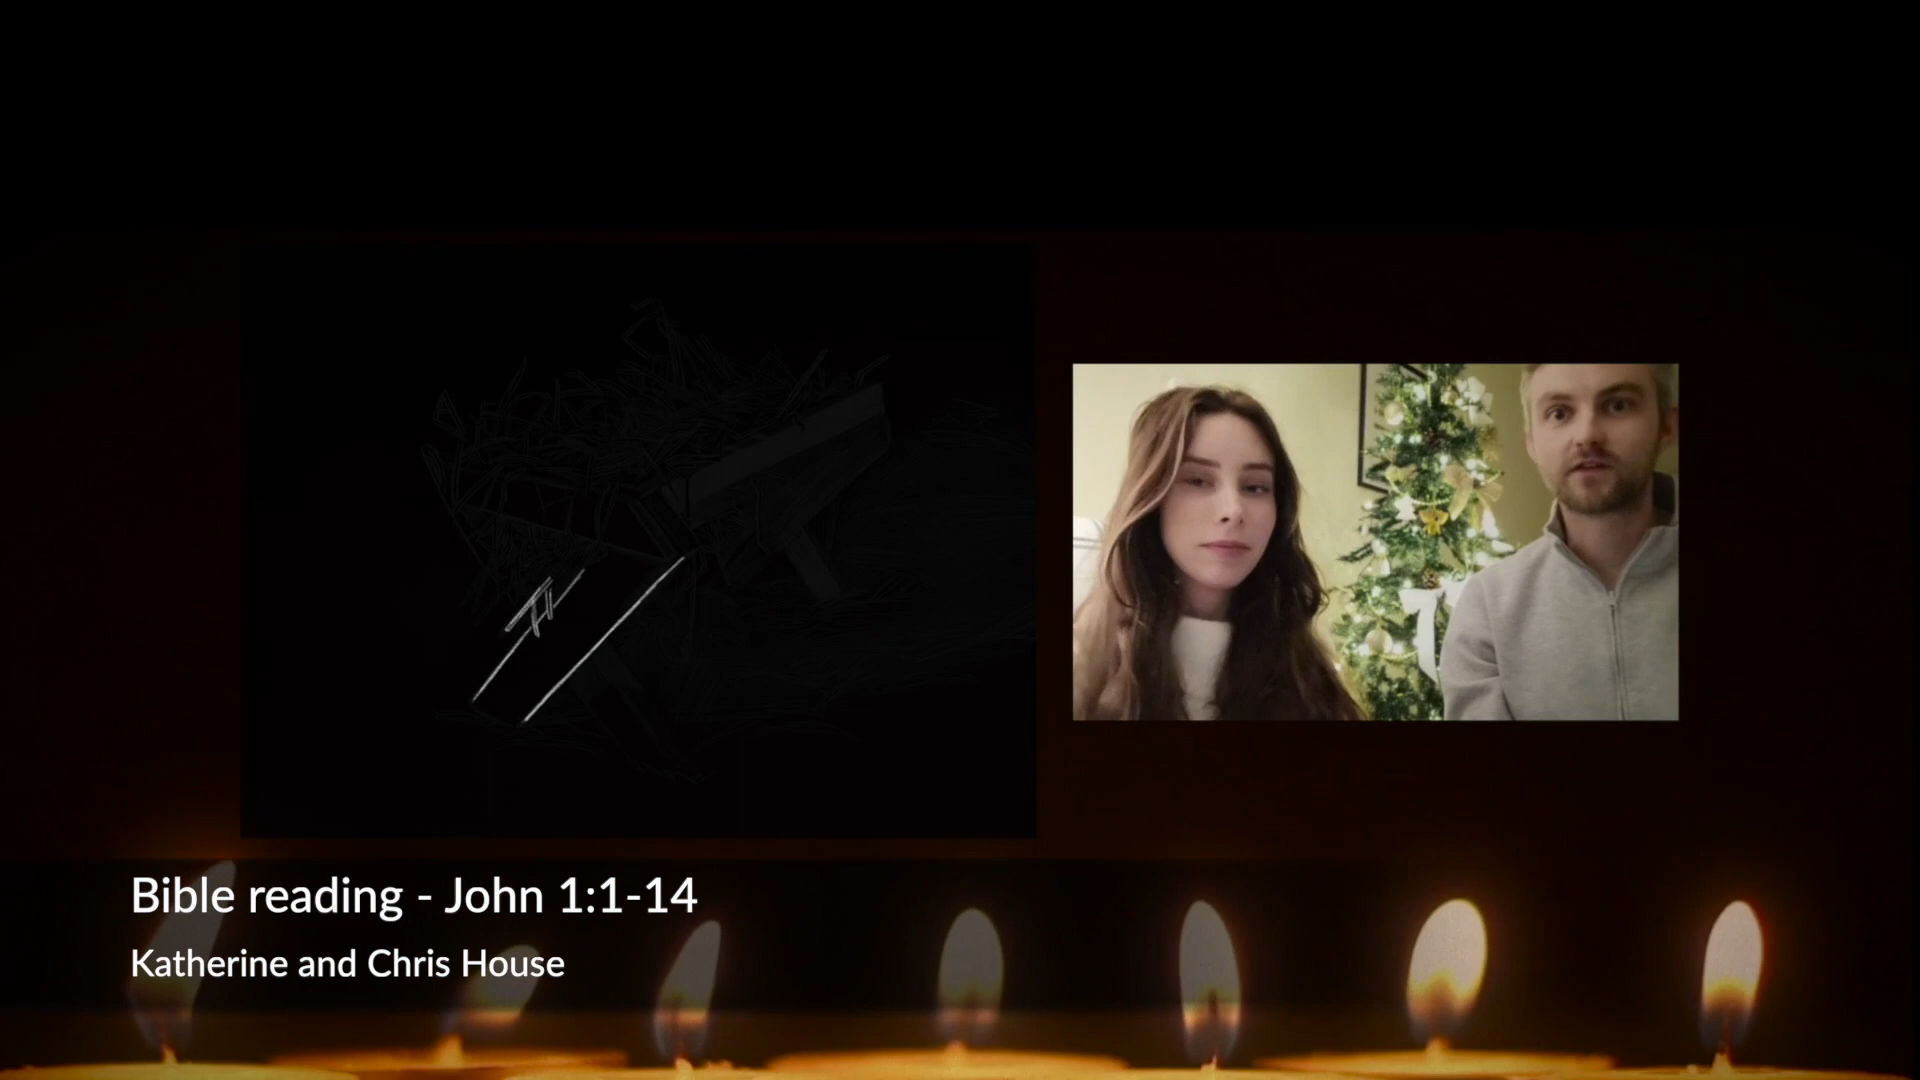 Bible reading - John 1:1-14
Katherine and Chris House